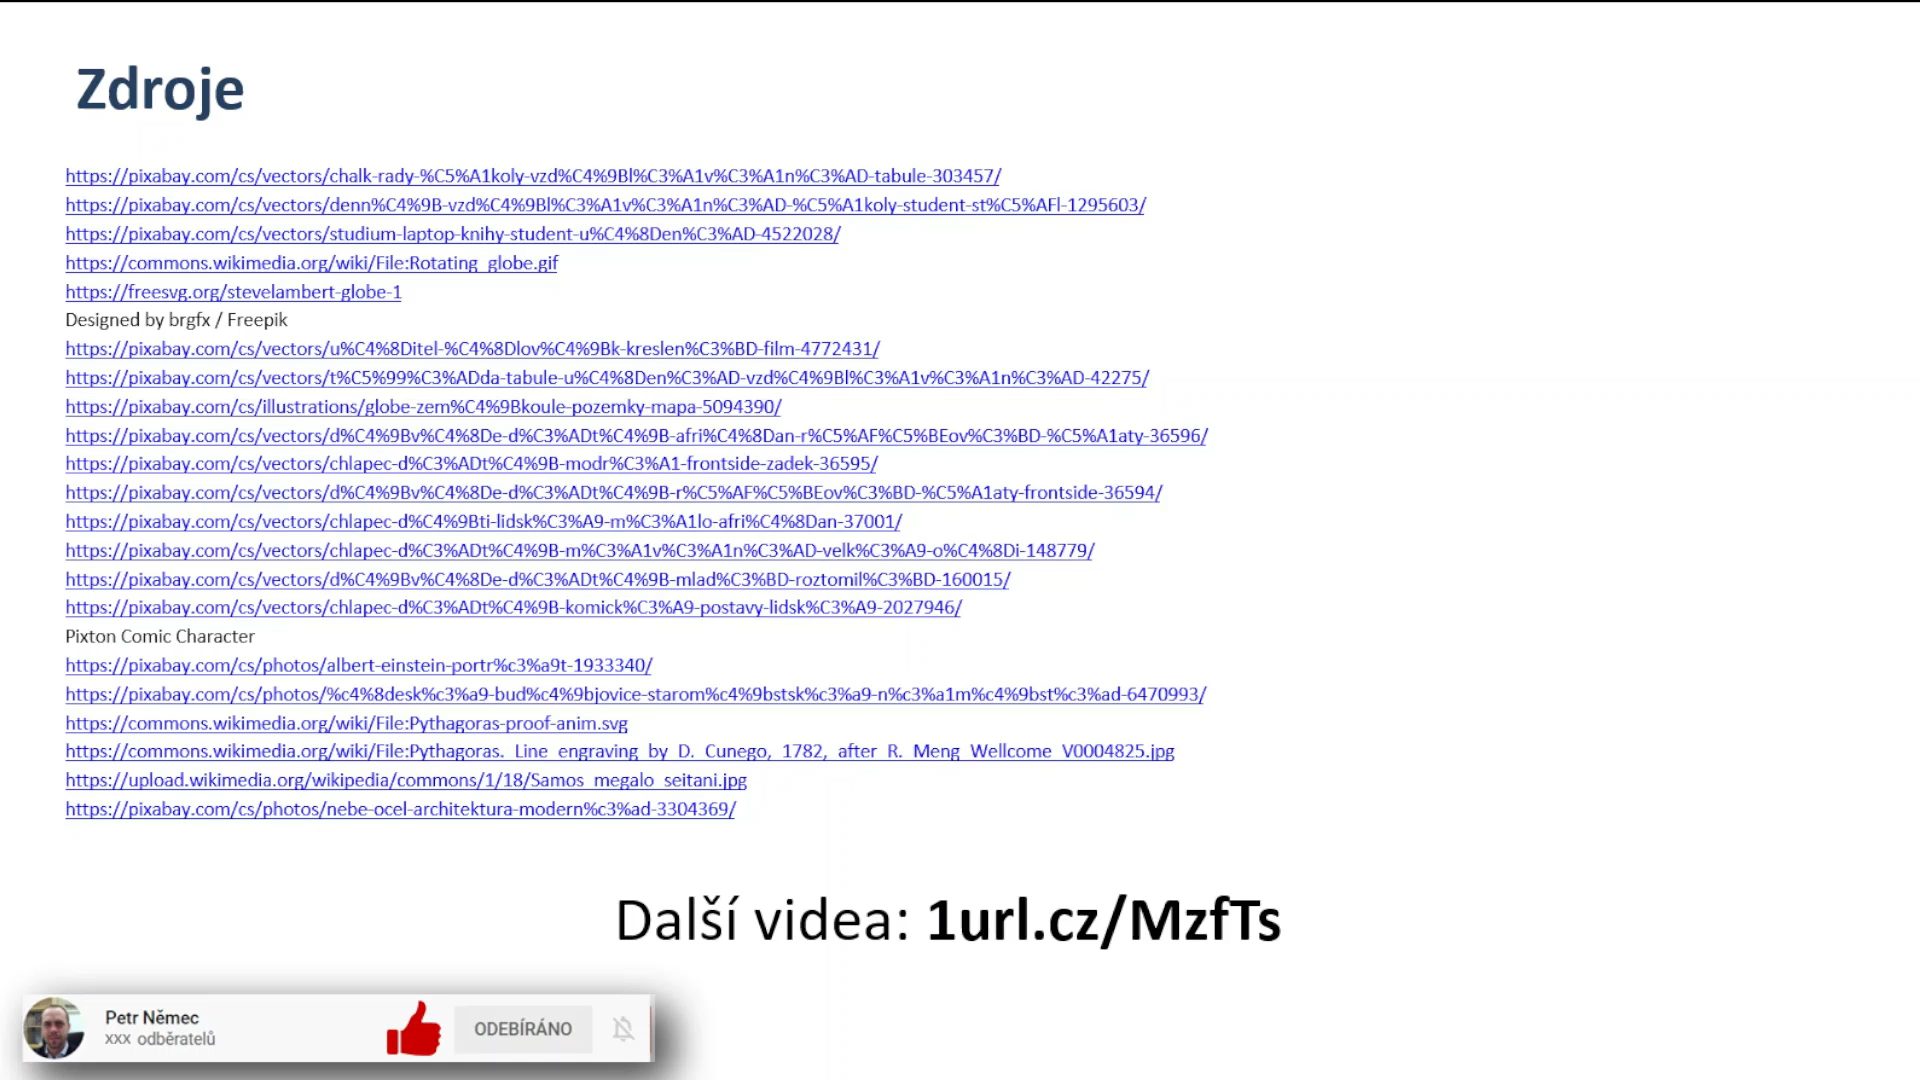 Zdroje
https://pixabay.com/cs/vectors/chalk-rady-%C5%A1koly-vzd%C4%9Bl%C3%A1v%C3%A1n%C3%AD-tabule-303457/
https://pixabay.com/cs/vectors/denn%C4%9B-vzd%C4%9Bl%C3%A1v%C3%A1n%C3%AD-%C5%A1koly-student-st%C5%AFl-1295603/
https://pixabay.com/cs/vectors/studium-laptop-knihy-student-u%C4%8Den%C3%AD-4522028/
https://commons.wikimedia.org/wiki/File:Rotating_globe.gif
https://freesvg.org/stevelambert-globe-1
Designed by brgfx / Freepik
https://pixabay.com/cs/vectors/u%C4%8Ditel-%C4%8Dlov%C4%9Bk-kreslen%C3%BD-film-4772431/
https://pixabay.com/cs/vectors/t%C5%99%C3%ADda-tabule-u%C4%8Den%C3%AD-vzd%C4%9Bl%C3%A1v%C3%A1n%C3%AD-42275/
https://pixabay.com/cs/illustrations/globe-zem%C4%9Bkoule-pozemky-mapa-5094390/
https://pixabay.com/cs/vectors/d%C4%9Bv%C4%8De-d%C3%ADt%C4%9B-afri%C4%8Dan-r%C5%AF%C5%BEov%C3%BD-%C5%A1aty-36596/
https://pixabay.com/cs/vectors/chlapec-d%C3%ADt%C4%9B-modr%C3%A1-frontside-zadek-36595/
https://pixabay.com/cs/vectors/d%C4%9Bv%C4%8De-d%C3%ADt%C4%9B-r%C5%AF%C5%BEov%C3%BD-%C5%A1aty-frontside-36594/
https://pixabay.com/cs/vectors/chlapec-d%C4%9Bti-lidsk%C3%A9-m%C3%A1lo-afri%C4%8Dan-37001/
https://pixabay.com/cs/vectors/chlapec-d%C3%ADt%C4%9B-m%C3%A1v%C3%A1n%C3%AD-velk%C3%A9-o%C4%8Di-148779/
https://pixabay.com/cs/vectors/d%C4%9Bv%C4%8De-d%C3%ADt%C4%9B-mlad%C3%BD-roztomil%C3%BD-160015/
https://pixabay.com/cs/vectors/chlapec-d%C3%ADt%C4%9B-komick%C3%A9-postavy-lidsk%C3%A9-2027946/
Pixton Comic Character
https://pixabay.com/cs/photos/albert-einstein-portr%c3%a9t-1933340/
https://pixabay.com/cs/photos/%c4%8desk%c3%a9-bud%c4%9bjovice-starom%c4%9bstsk%c3%a9-n%c3%a1m%c4%9bst%c3%ad-6470993/
https://commons.wikimedia.org/wiki/File:Pythagoras-proof-anim.svg
https://commons.wikimedia.org/wiki/File:Pythagoras._Line_engraving_by_D._Cunego,_1782,_after_R._Meng_Wellcome_V0004825.jpg
https://upload.wikimedia.org/wikipedia/commons/1/18/Samos_megalo_seitani.jpg
https://pixabay.com/cs/photos/nebe-ocel-architektura-modern%c3%ad-3304369/
Další videa: 1url.cz/MzfTs
Petr Němec
xxx odběratelů
ODEBÍRÁNO